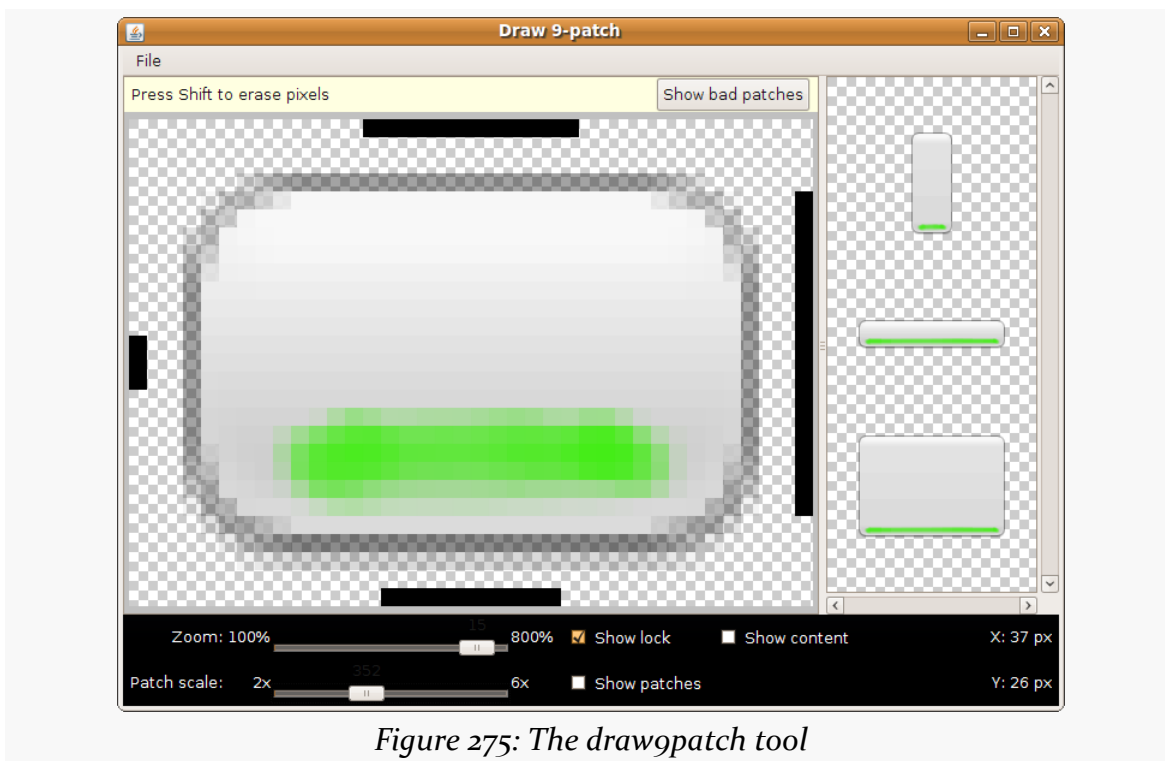 Draw 9-patch
File
Press Shift to erase pixels
Show bad patches
15
Zoom: 100%
800%
Show lock
Show content
X: 37 px
352
Patch scale: 2x
6x
Show patches
Y: 26 px
Figure 275: The draw9patch tool